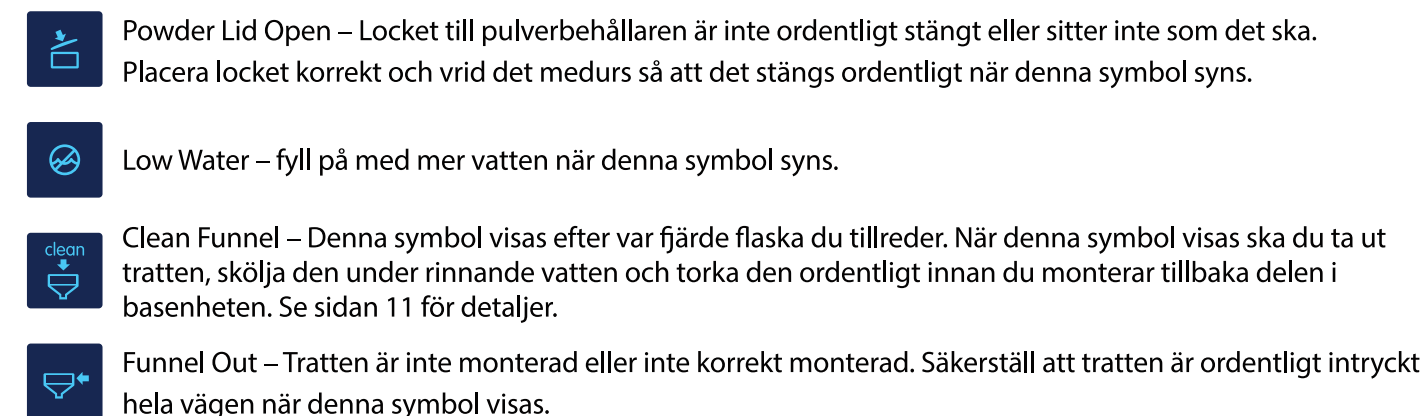 Powder Lid Open – Locket till pulverbehållaren är inte ordentligt stängt eller sitter inte som det ska.
Placera locket korrekt och vrid det medurs så att det stängs ordentligt när denna symbol syns.
Low Water – fyll på med mer vatten när denna symbol syns.
clean
Clean Funnel – Denna symbol visas efter var fjärde flaska du tillreder. När denna symbol visas ska du ta ut
tratten, skölja den under rinnande vatten och torka den ordentligt innan du monterar tillbaka delen i
basenheten. Se sidan 11 för detaljer.
Funnel Out – Tratten är inte monterad eller inte korrekt monterad. Säkerställ att tratten är ordentligt intryckt
hela vägen när denna symbol visas.